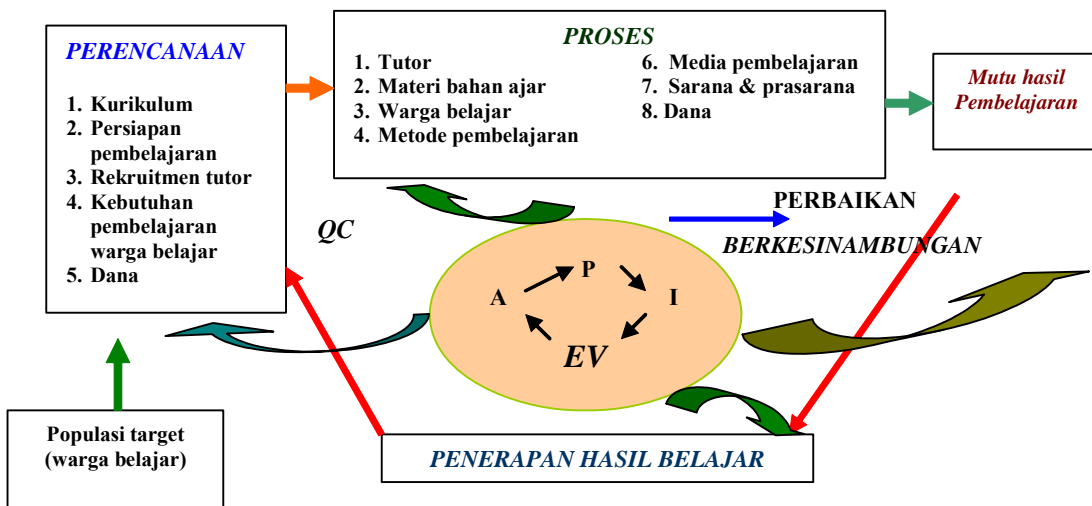 PERENCANAAN
1. Kurikulum
2. Persiapan
pembelajaran
3. Rekruitmen tutor
4. Kebutuhan
pembelajaran
warga belajar
5. Dana
PROSES
1. Tutor
2. Materi bahan ajar
3. Warga belajar
4. Metode pembelajaran
6. Media pembelajaran
7. Sarana & prasarana
8. Dana
Mutu hasil
Pembelajaran
QC
PERBAIKAN
BERKESINAMBUNGAN
P
A
I
EV
Populasi target
(warga belajar)
PENERAPAN HASIL BELAJAR